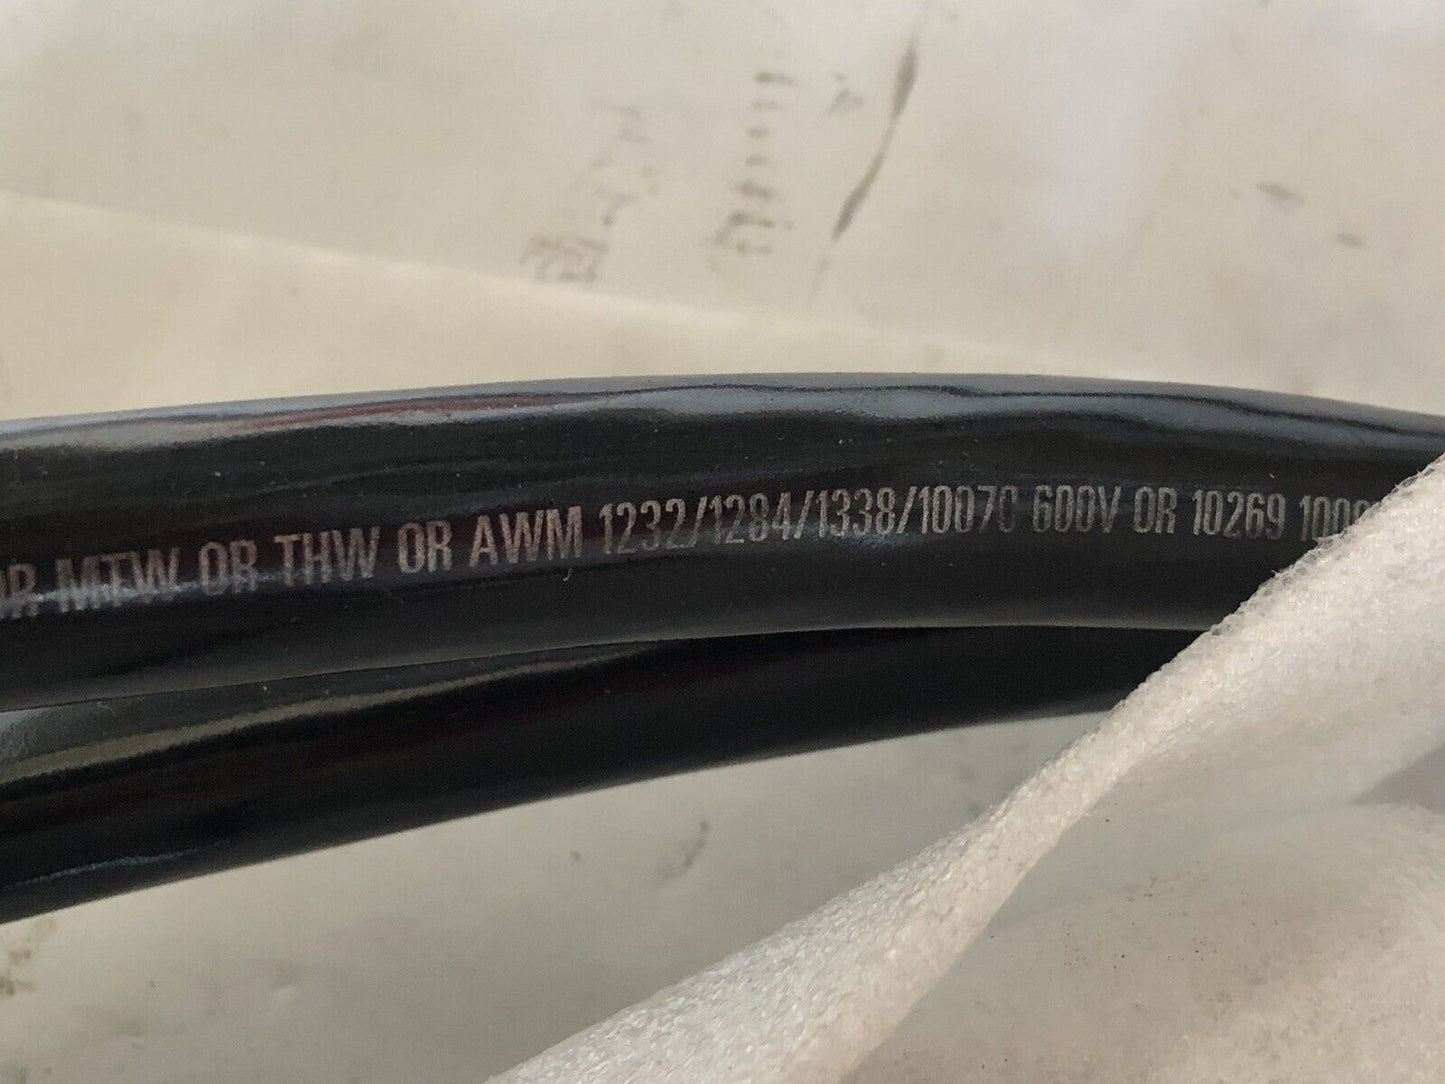 OR MTW OR THW OR AWM 1232/1284/1338/10070 600V OR 10269